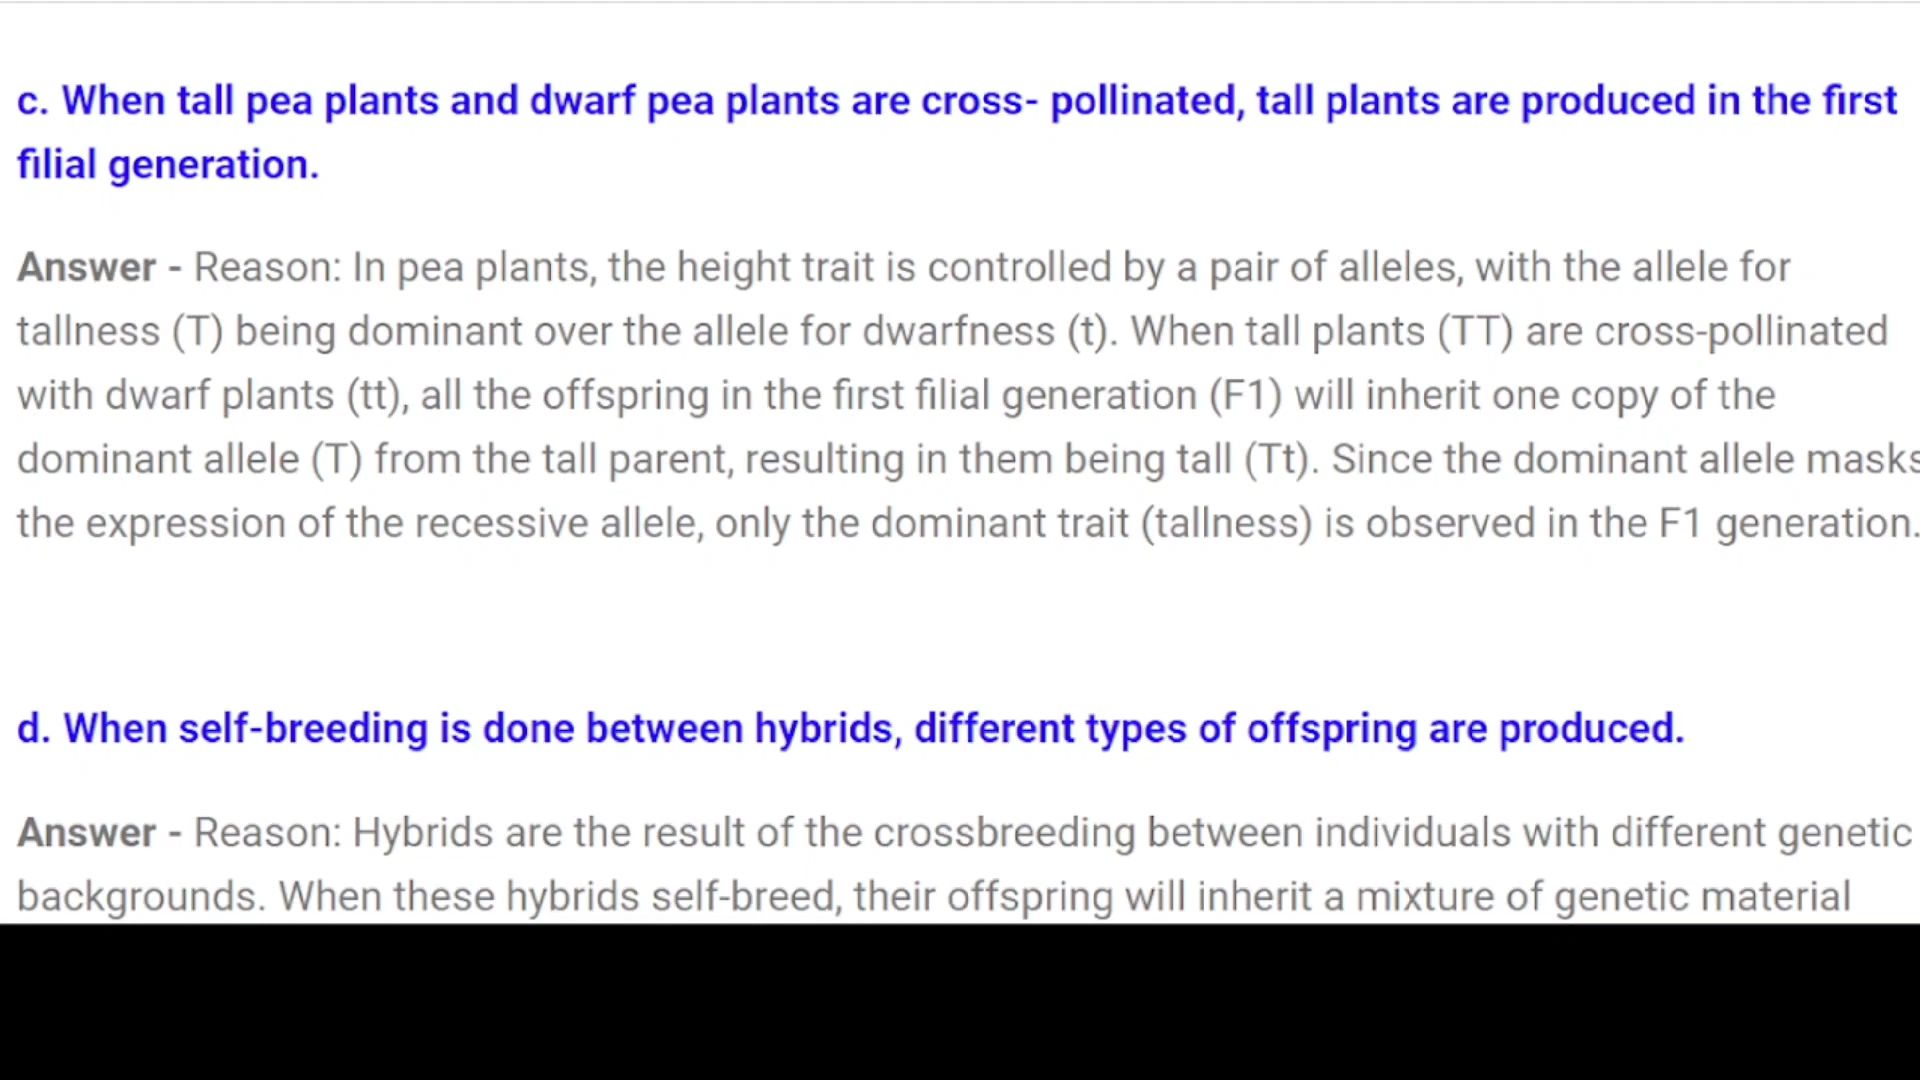 c. When tall pea plants and dwarf pea plants are cross- pollinated, tall plants are produced in the first
filial generation.
Answer - Reason: In pea plants, the height trait is controlled by a pair of alleles, with the allele for
tallness (T) being dominant over the allele for dwarfness (t). When tall plants (TT) are cross-pollinated
with dwarf plants (tt), all the offspring in the first filial generation (F1) will inherit one copy of the
dominant allele (T) from the tall parent, resulting in them being tall (Tt). Since the dominant allele masks
the expression of the recessive allele, only the dominant trait (tallness) is observed in the F1 generation.
d. When self-breeding is done between hybrids, different types of offspring are produced.
Answer - Reason: Hybrids are the result of the crossbreeding between individuals with different genetic
backgrounds. When these hybrids self-breed, their offspring will inherit a mixture of genetic material